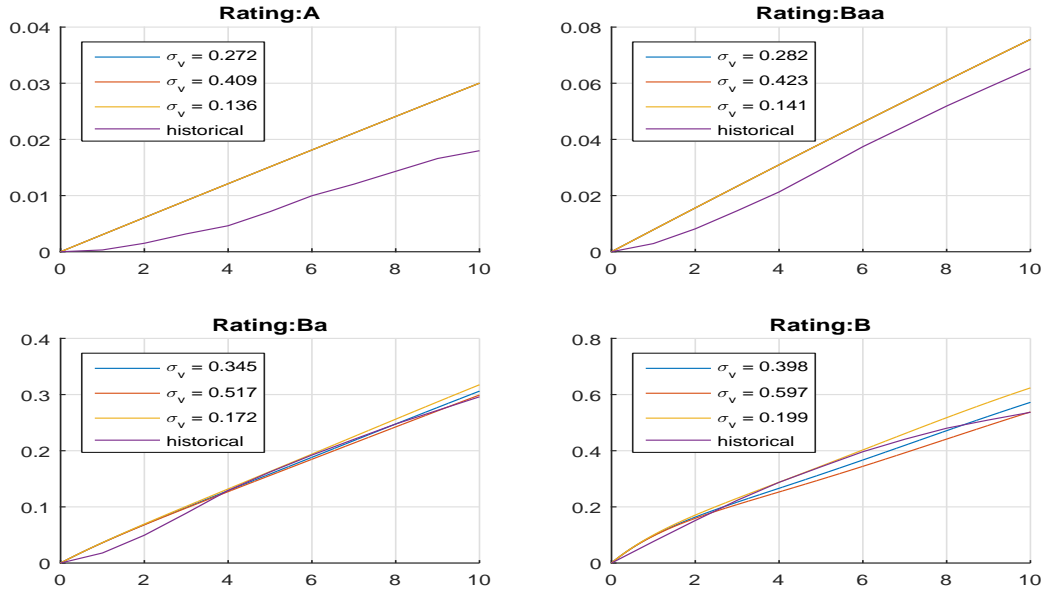 Rating:A
0.04
0.03
0.02
0.01
0
0 2 4 6 8 10
σv = 0.272
σv = 0.409
σv = 0.136
historical
Rating:Baa
0.08
0.06
0.04
0.02
0
0 2 4 6 8 10
σv = 0.282
σv = 0.423
σv = 0.141
historical
Rating:Ba
0.4
0.3
0.2
0.1
0
0 2 4 6 8 10
σv = 0.345
σv = 0.517
σv = 0.172
historical
Rating:B
0.8
0.6
0.4
0.2
0
0 2 4 6 8 10
σv = 0.398
σv = 0.597
σv = 0.199
historical